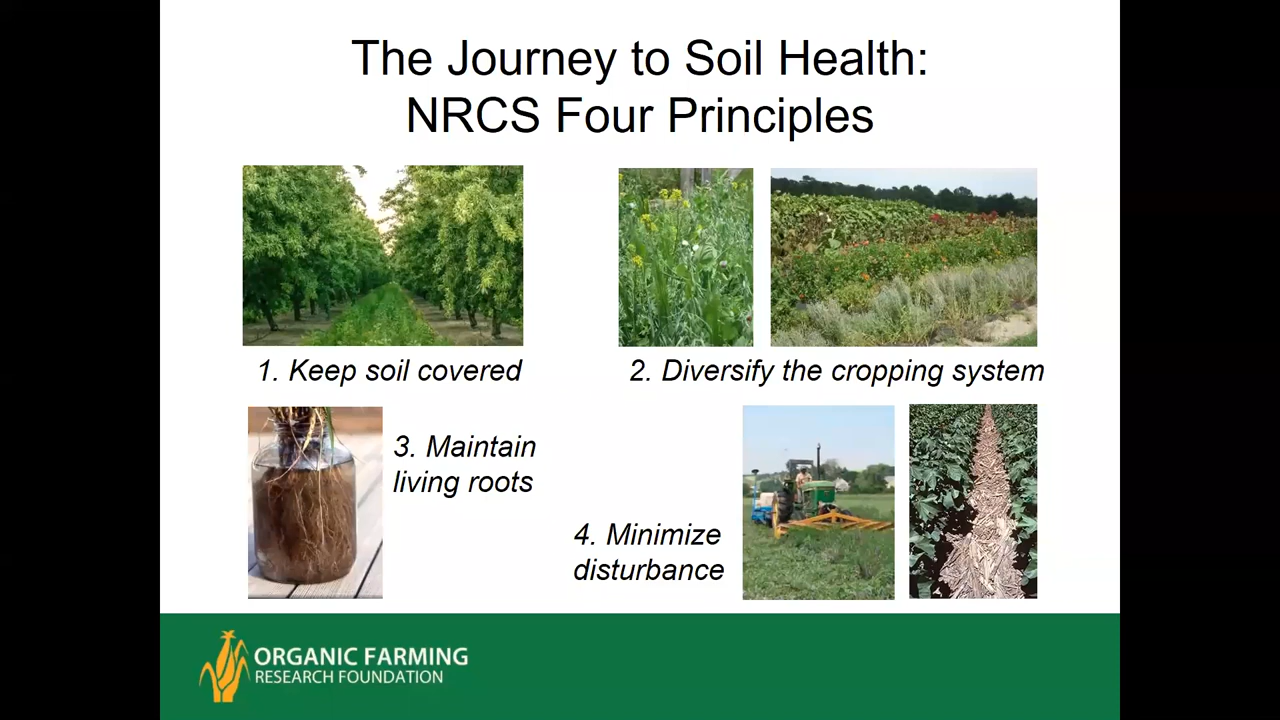 The Journey to Soil Health:
NRCS Four Principles
1. Keep soil covered
2. Diversify the cropping system
3. Maintain
living roots
4. Minimize
disturbance
ORGANIC FARMING
RESEARCH FOUNDATION